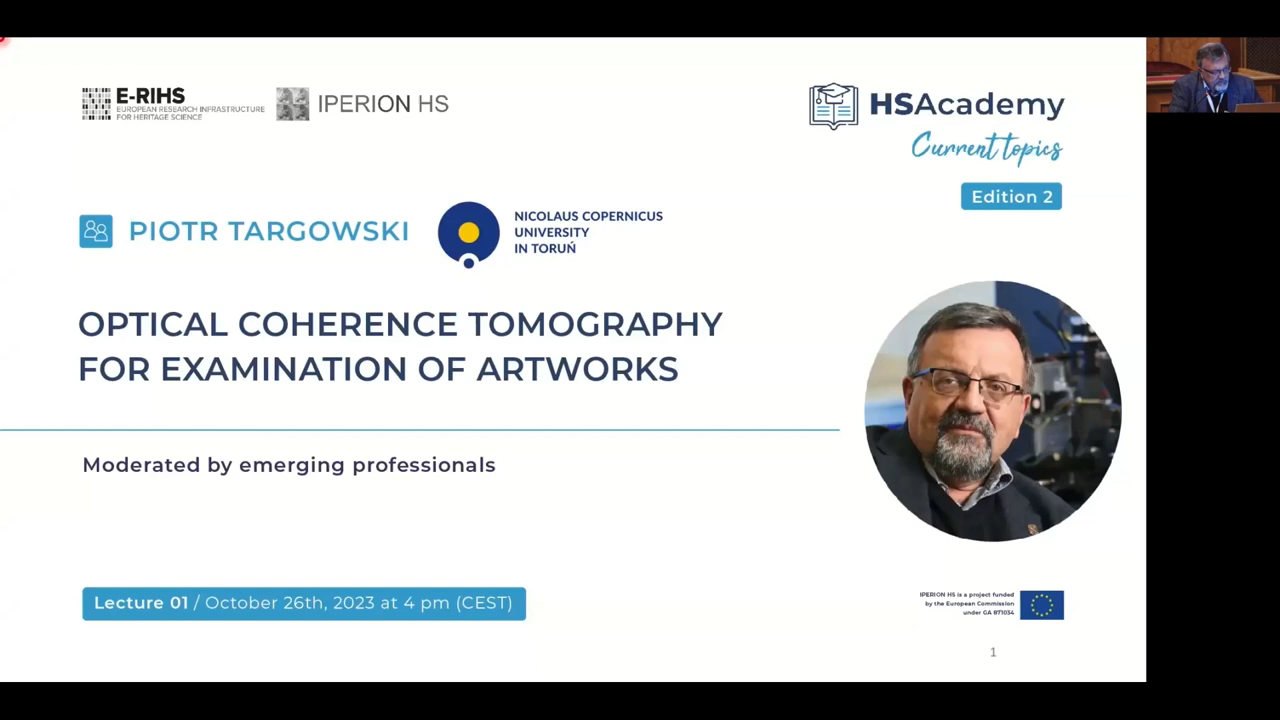 E-RIHS
EUROPEAN RESEARCH INFRASTRUCTURE
FOR HERITAGE SCIENCE
IPERION HS
HSAcademy
Current topics
Edition 2
PIOTR TARGOWSKI
NICOLAUS COPERNICUS
UNIVERSITY
IN TORUŃ
OPTICAL COHERENCE TOMOGRAPHY
FOR EXAMINATION OF ARTWORKS
Moderated by emerging professionals
Lecture 01 / October 26th, 2023 at 4 pm (CEST)
IPERION HS is a project funded
by the European Commission
under GA 871034
1